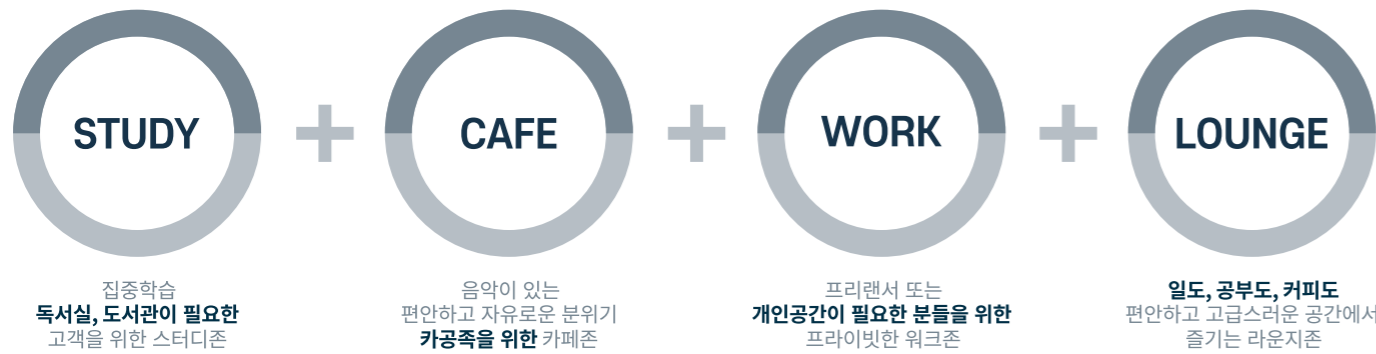 STUDY
집중학습
독서실, 도서관이 필요한
고객을 위한 스터디존
+
CAFE
음악이 있는
편안하고 자유로운 분위기
카공족을 위한 카페존
+
WORK
프리랜서 또는
개인공간이 필요한 분들을 위한
프라이빗한 워크존
+
LOUNGE
일도, 공부도, 커피도
편안하고 고급스러운 공간에서
즐기는 라운지존